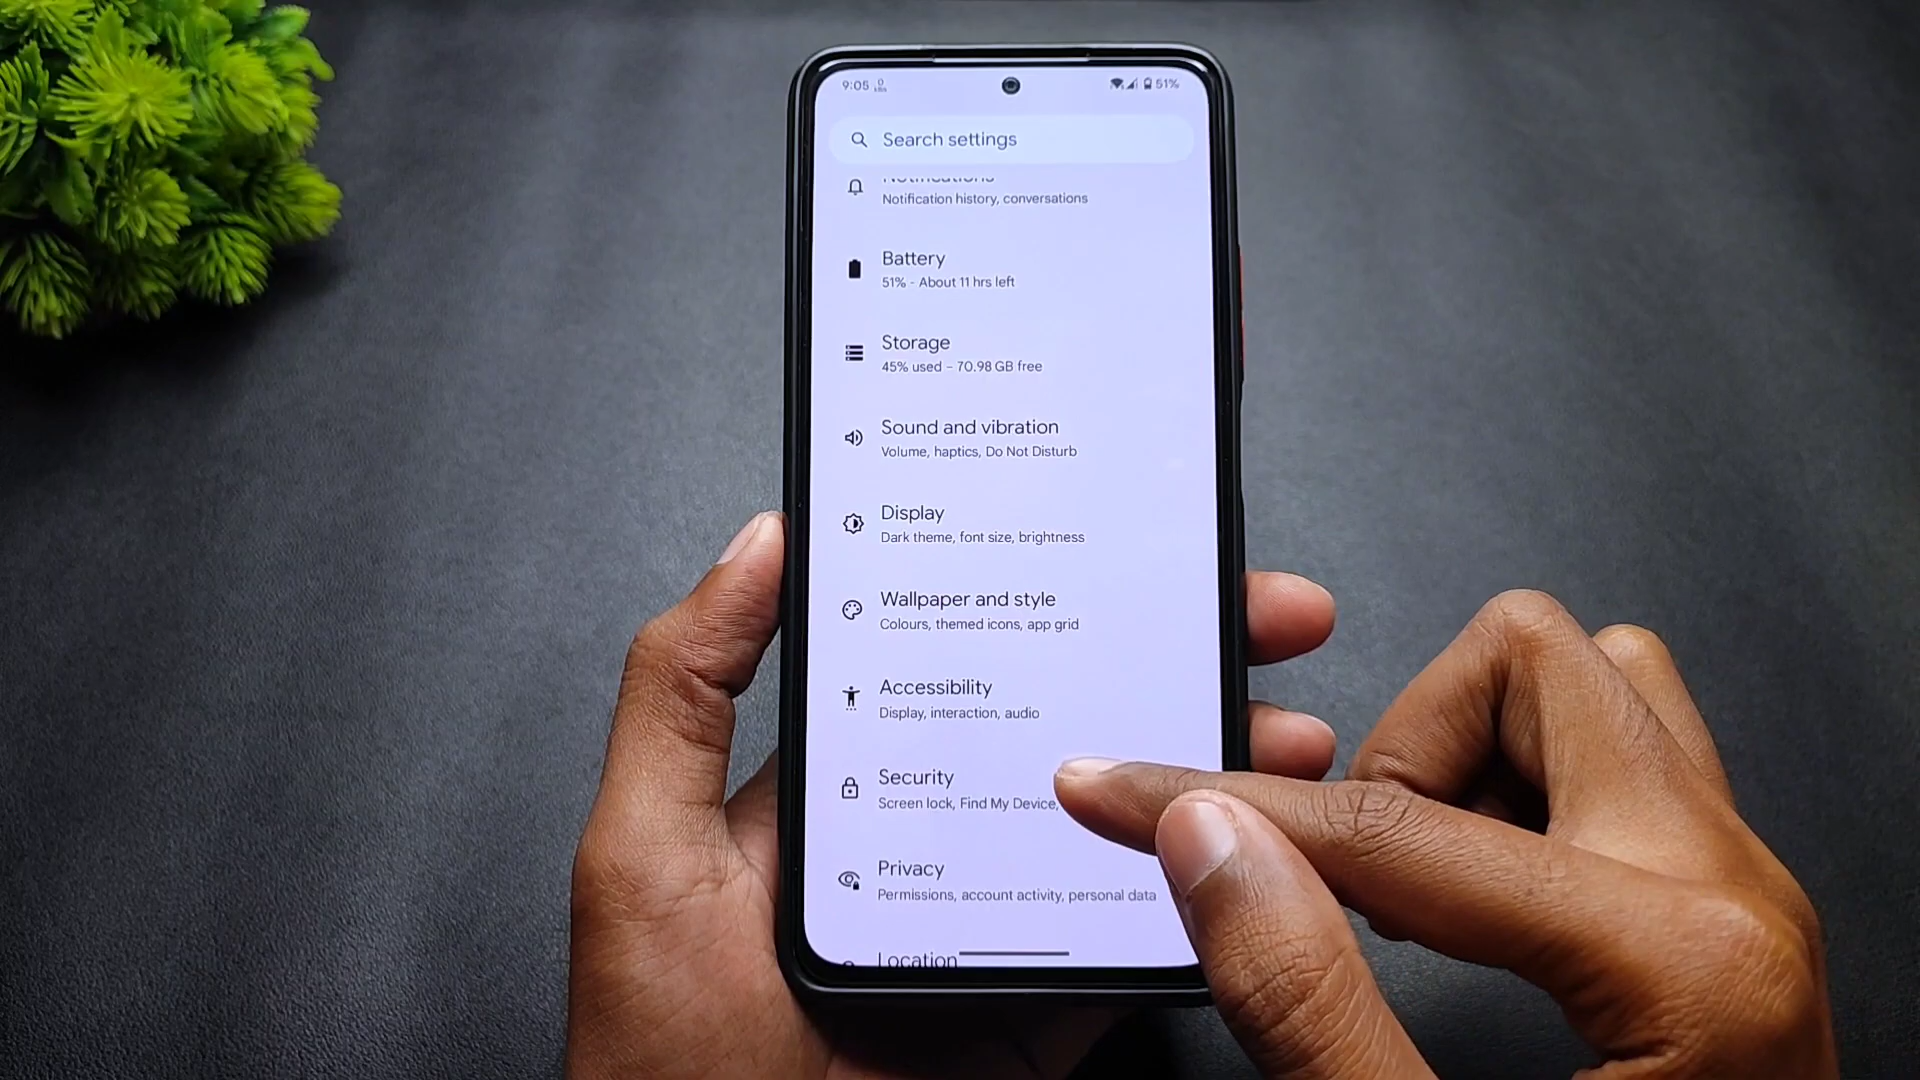 9:05
51%
Search settings
Notifications
Notification history, conversations
Battery
51% - About 11 hrs left
Storage
45% used – 70.98 GB free
Sound and vibration
Volume, haptics, Do Not Disturb
Display
Dark theme, font size, brightness
Wallpaper and style
Colours, themed icons, app grid
Accessibility
Display, interaction, audio
Security
Screen lock, Find My Device,
Privacy
Permissions, account activity, personal data
Location